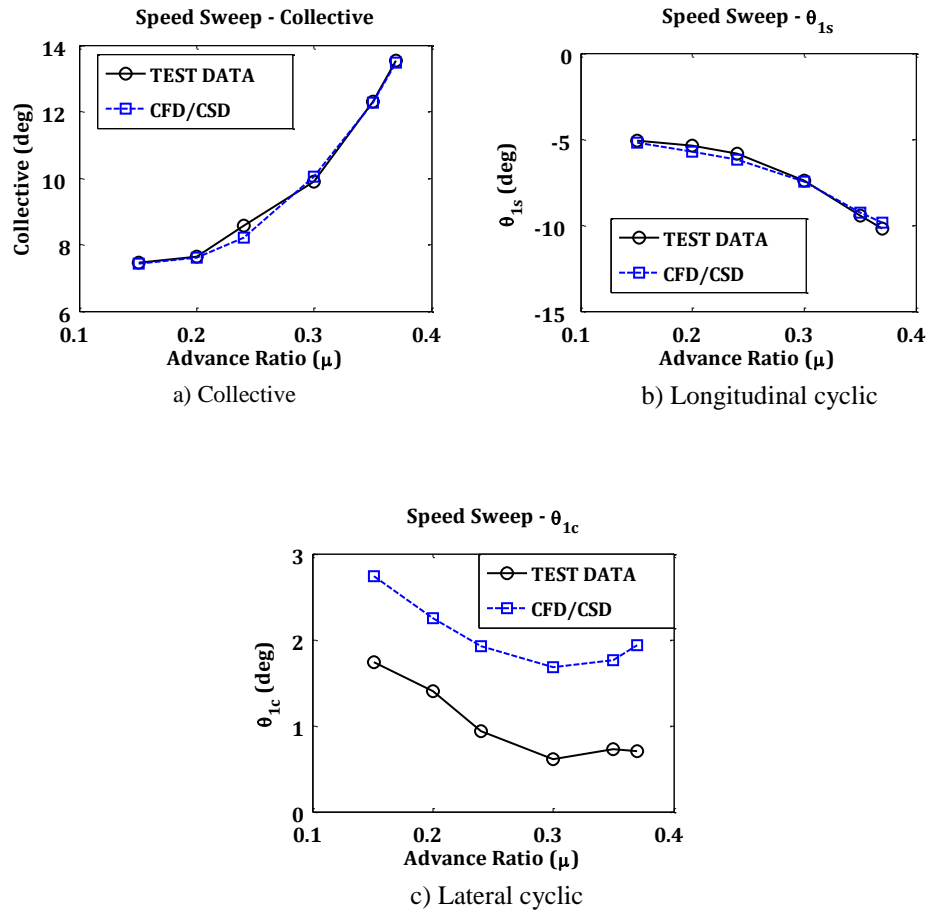 Speed Sweep - Collective
14
12
10
8
6
0.1
0.2
0.3
0.4
Collective (deg)
Advance Ratio (μ)
TEST DATA
CFD/CSD
a) Collective
Speed Sweep - θ1s
0
-5
-10
-15
0.1
0.2
0.3
0.4
θ1s (deg)
Advance Ratio (μ)
TEST DATA
CFD/CSD
b) Longitudinal cyclic
Speed Sweep - θ1c
3
2
1
0
0.1
0.2
0.3
0.4
θ1c (deg)
Advance Ratio (μ)
TEST DATA
CFD/CSD
c) Lateral cyclic